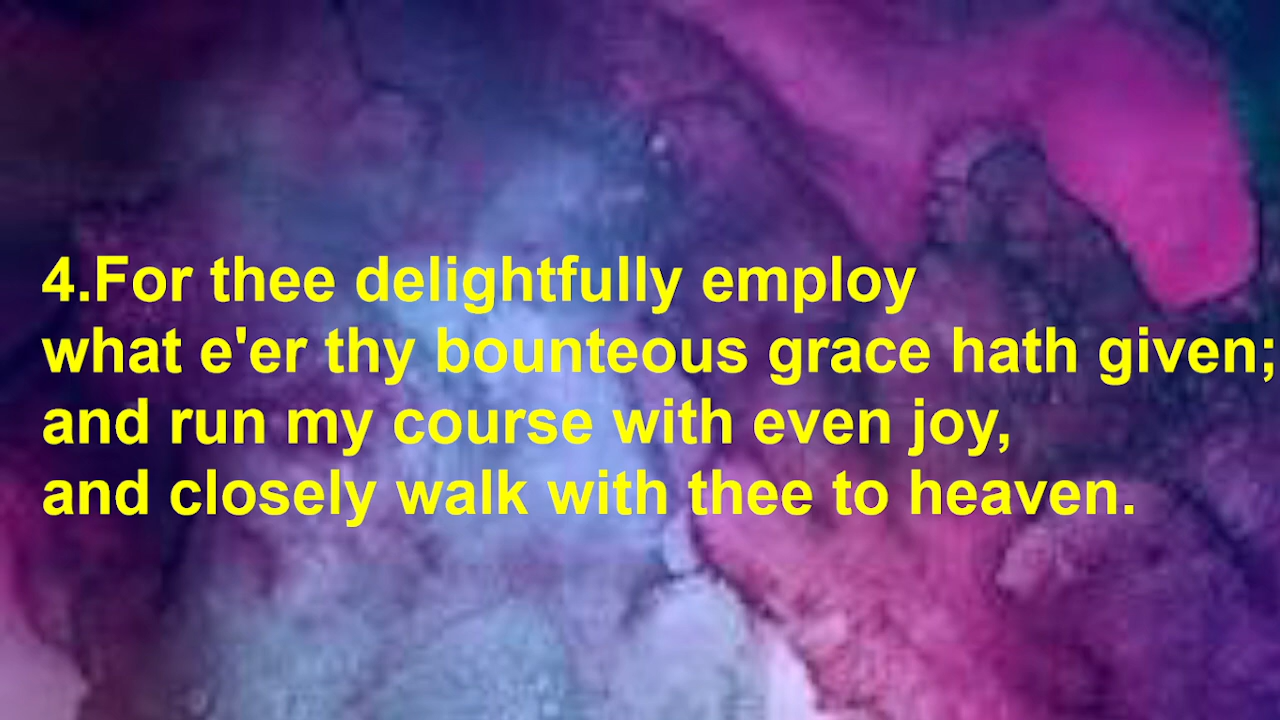 4.For thee delightfully employ
what e'er thy bounteous grace hath given;
and run my course with even joy,
and closely walk with thee to heaven.